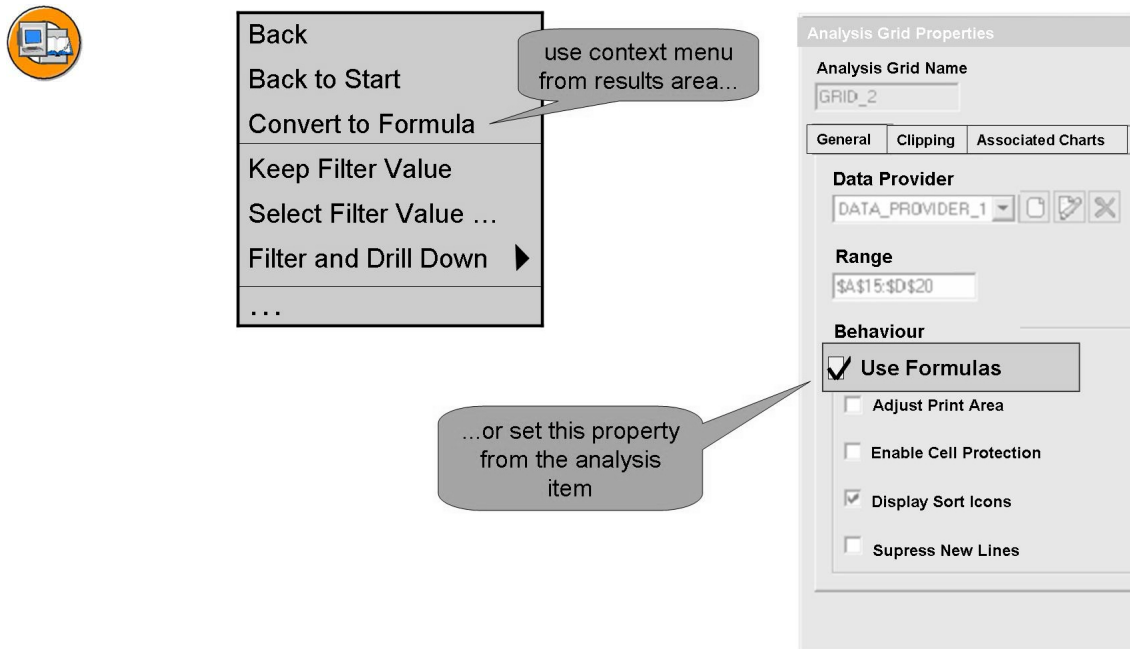 Back
Back to Start
Convert to Formula
Keep Filter Value
Select Filter Value ...
Filter and Drill Down
...
use context menu
from results area...
Analysis Grid Properties
Analysis Grid Name
GRID_2
General Clipping Associated Charts
Data Provider
DATA_PROVIDER_1
Range
$A$15:$D$20
Behaviour
Use Formulas
Adjust Print Area
Enable Cell Protection
Display Sort Icons
Supress New Lines
...or set this property
from the analysis
item